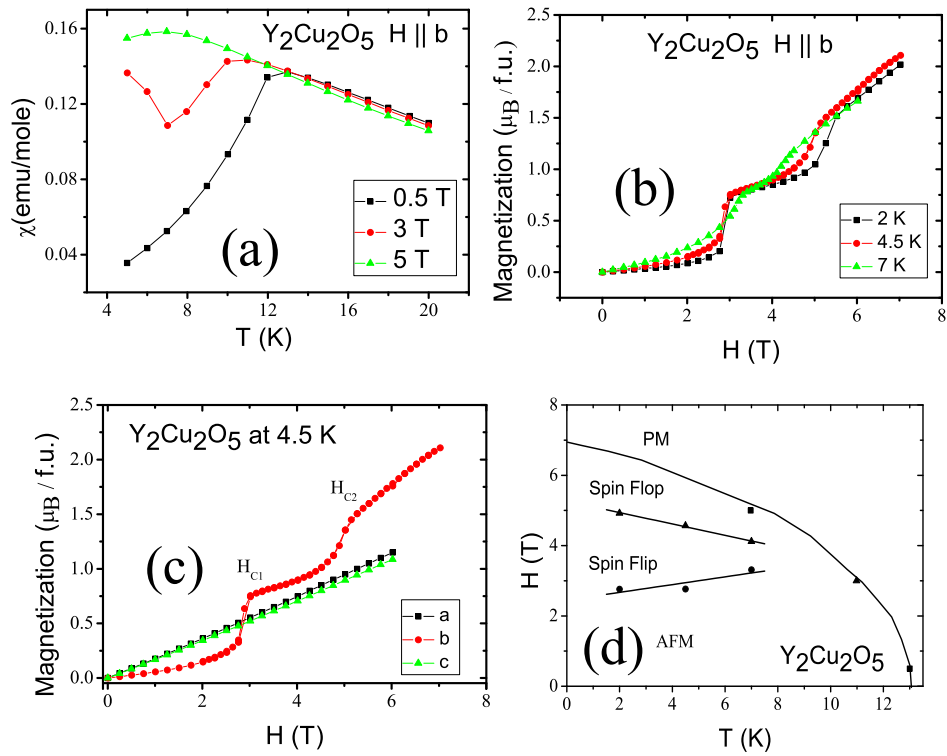 Y2Cu2O5 H || b
0.16
0.12
0.08
0.04
χ(emu/mole)
(a)
0.5 T
3 T
5 T
4
8
12
16
20
T (K)
Y2Cu2O5 H || b
2.5
2.0
1.5
1.0
0.5
0.0
Magnetization (μB / f.u.)
(b)
2 K
4.5 K
7 K
0
2
4
6
8
H (T)
Y2Cu2O5 at 4.5 K
2.5
2.0
1.5
1.0
0.5
0.0
Magnetization (μB / f.u.)
HC2
HC1
(c)
a
b
c
0
2
4
6
8
H (T)
8
6
4
2
0
H (T)
PM
Spin Flop
Spin Flip
AFM
(d)
Y2Cu2O5
0
2
4
6
8
10
12
T (K)